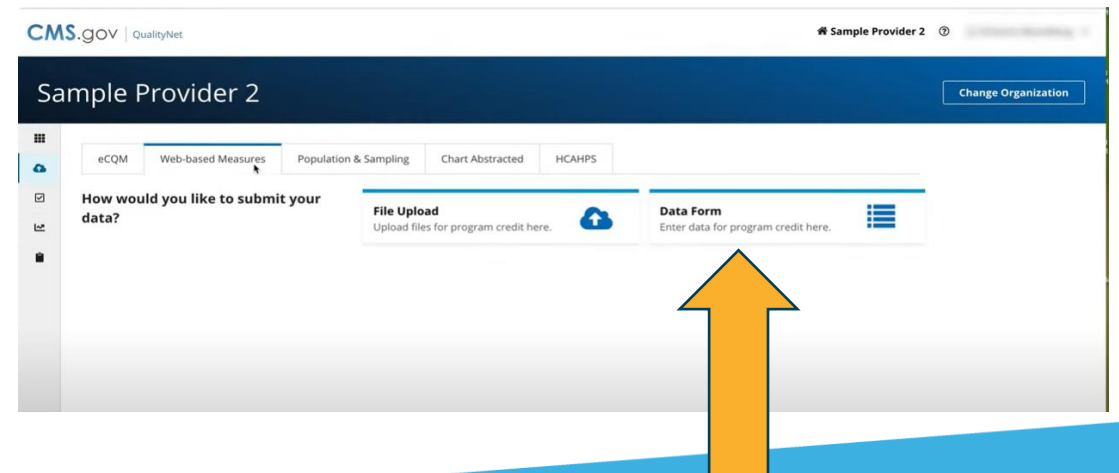 CMS.gov | QualityNet
Sample Provider 2
Sample Provider 2
Change Organization
eCQM Web-based Measures Population & Sampling Chart Abstracted HCAHPS
How would you like to submit your
data?
File Upload
Upload files for program credit here.
Data Form
Enter data for program credit here.